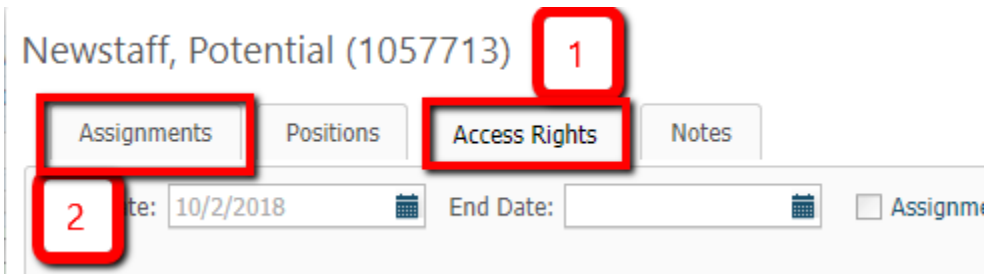 Newstaff, Potential (1057713) 1
Assignments Positions Access Rights Notes
2 te: 10/2/2018 End Date: Assignme